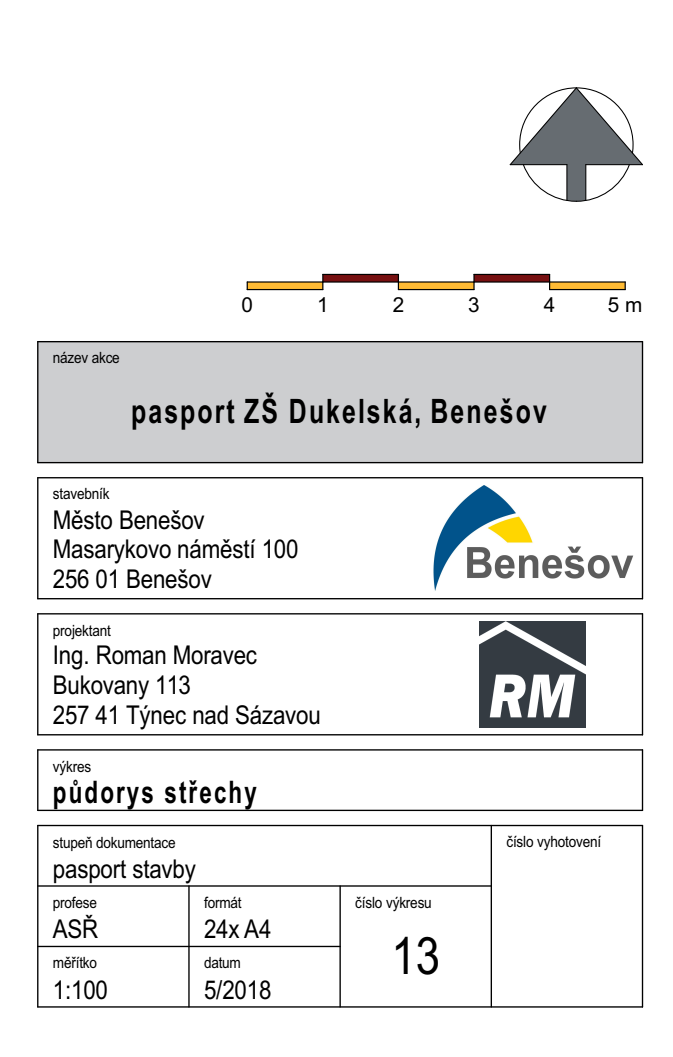 0 1 2 3 4 5 m
název akce
pasport ZŠ Dukelská, Benešov
stavebník
Město Benešov
Masarykovo náměstí 100
256 01 Benešov
Benešov
projektant
Ing. Roman Moravec
Bukovany 113
257 41 Týnec nad Sázavou
RM
výkres
půdorys střechy
stupeň dokumentace
pasport stavby
číslo vyhotovení
profese
ASŘ
formát
24x A4
číslo výkresu
13
měřítko
1:100
datum
5/2018